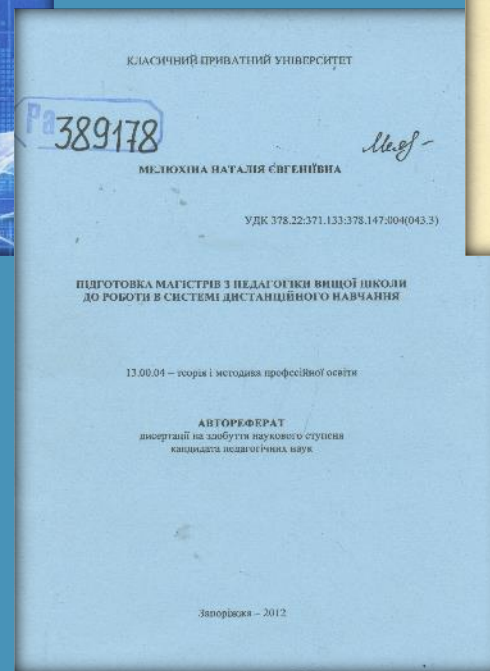 КЛАСИЧНИЙ ПРИВАТНИЙ УНІВЕРСИТЕТ
Ра
389178
МЕЛЮХІНА НАТАЛІЯ ЄВГЕНІЇВНА
УДК 378.22:371.133:378.147:004(043.3)
ПІДГОТОВКА МАГІСТРІВ З ПЕДАГОГІКИ ВИЩОЇ ШКОЛИ
ДО РОБОТИ В СИСТЕМІ ДИСТАНЦІЙНОГО НАВЧАННЯ
13.00.04 – теорія і методика професійної освіти
АВТОРЕФЕРАТ
дисертації на здобуття наукового ступеня
кандидата педагогічних наук
Запоріжжя – 2012